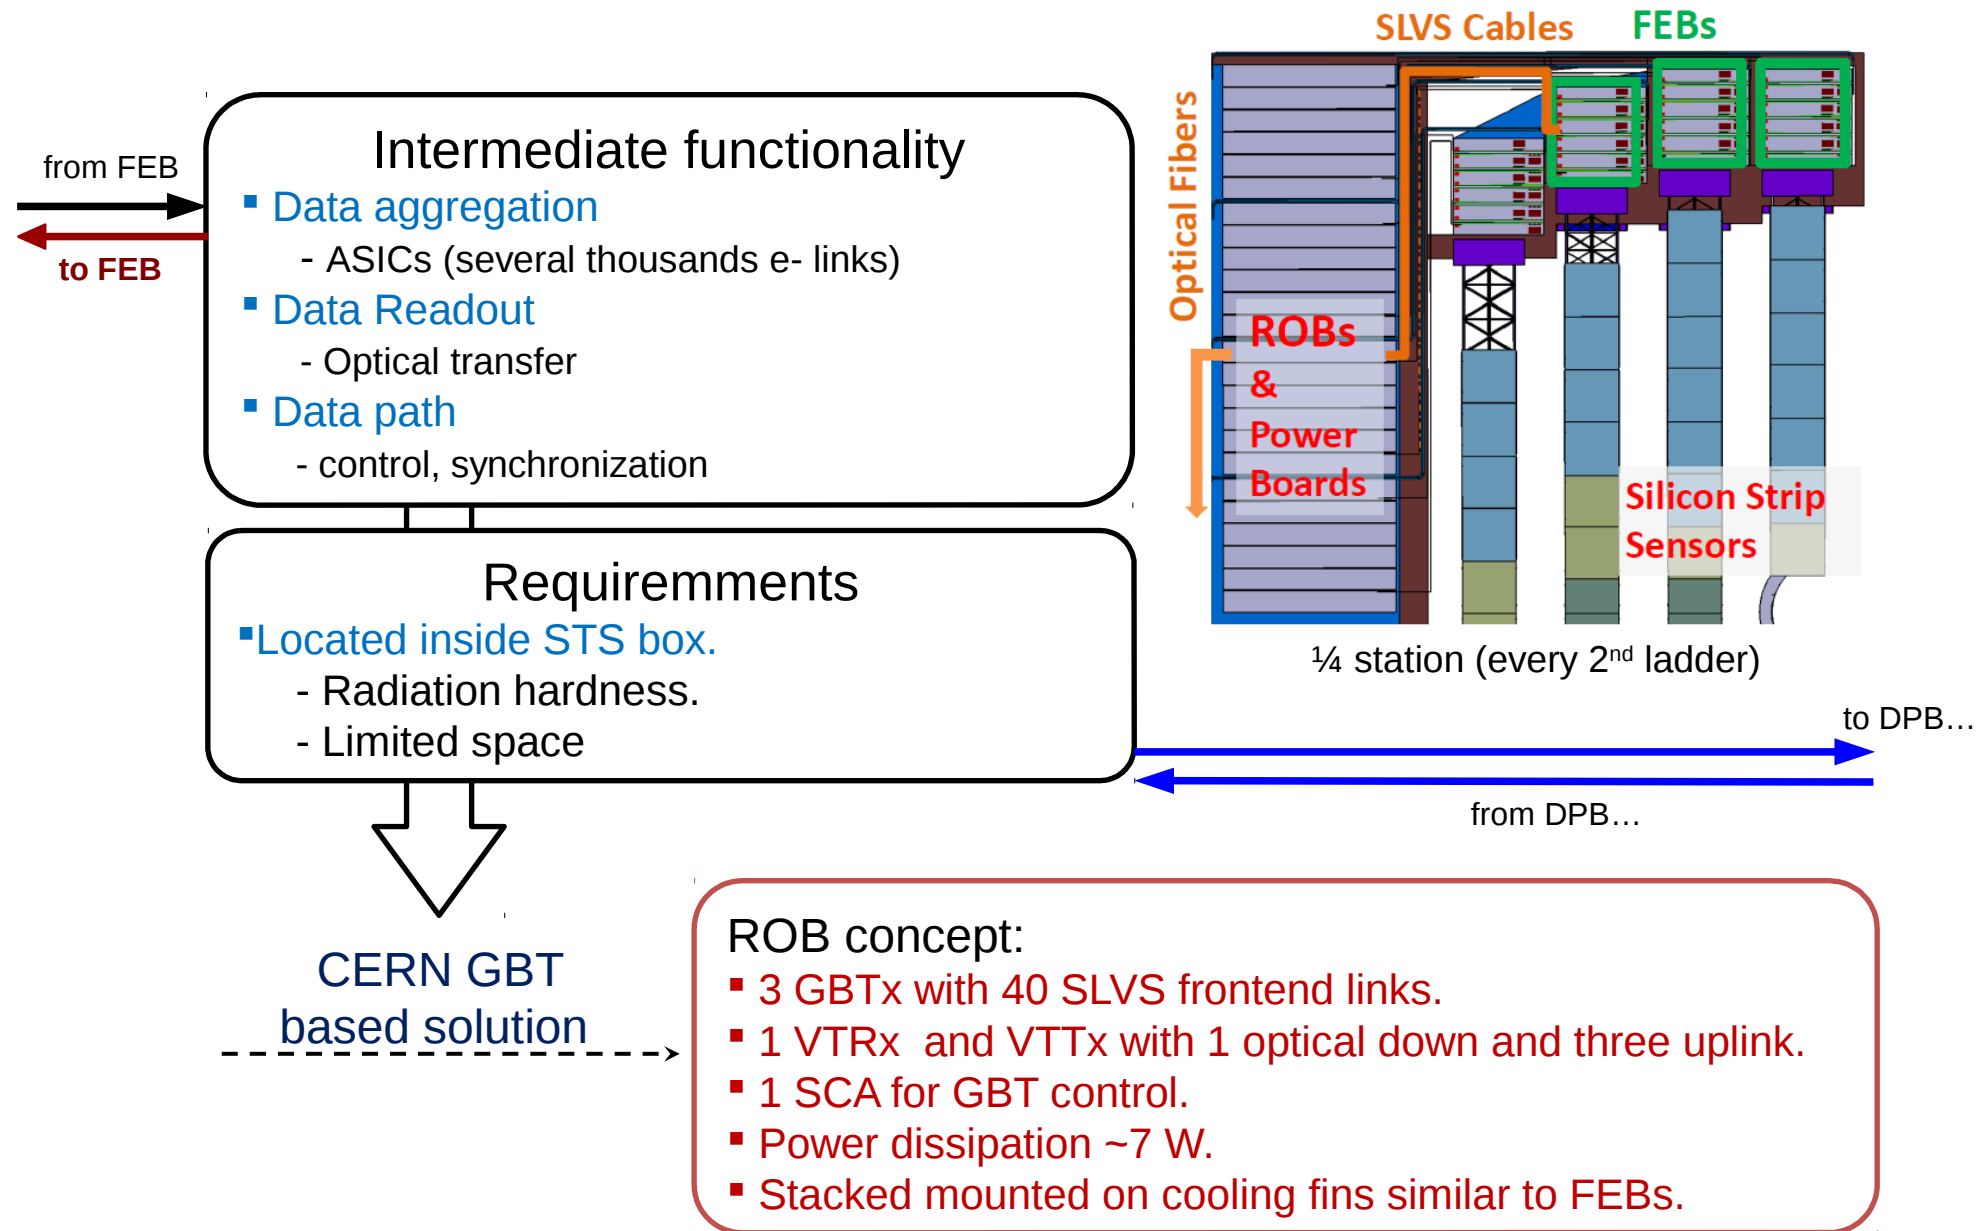 SLVS Cables
FEBs
Optical Fibers
from FEB
to FEB
Intermediate functionality
▪ Data aggregation
- ASICs (several thousands e- links)
▪ Data Readout
- Optical transfer
▪ Data path
- control, synchronization
ROBs
&
Power
Boards
Silicon Strip
Sensors
¼ station (every 2nd ladder)
Requiremments
▪Located inside STS box.
- Radiation hardness.
- Limited space
to DPB…
from DPB…
CERN GBT
based solution
ROB concept:
▪ 3 GBTx with 40 SLVS frontend links.
▪ 1 VTRx and VTTx with 1 optical down and three uplink.
▪ 1 SCA for GBT control.
▪ Power dissipation ~7 W.
▪ Stacked mounted on cooling fins similar to FEBs.